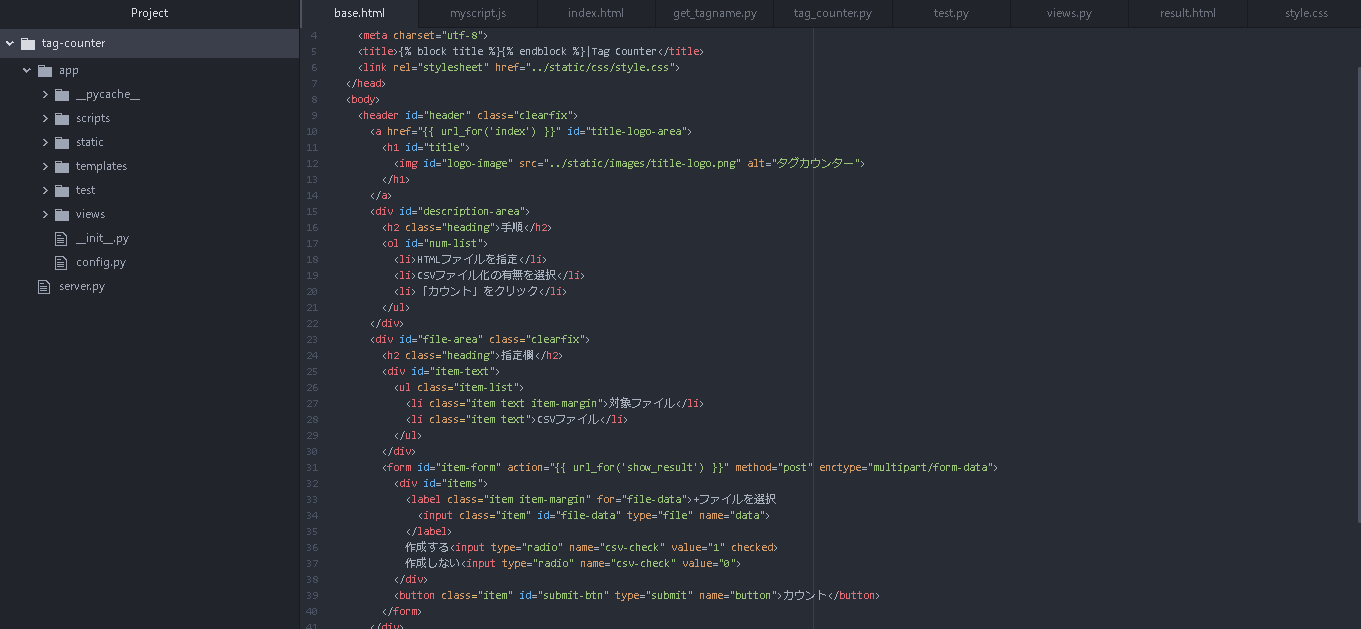 Project
base.html myscript.js index.html get_tagname.py tag_counter.py test.py views.py result.html style.css
tag-counter
app
__pycache__
scripts
static
templates
test
views
__init__.py
config.py
server.py
4 <meta charset="utf-8">
5 <title>{% block title %}{% endblock %}|Tag Counter</title>
6 <link rel="stylesheet" href="../static/css/style.css">
7 </head>
8 <body>
9 <header id="header" class="clearfix">
10 <a href="{{ url_for('index') }}" id="title-logo-area">
11 <h1 id="title">
12 <img id="logo-image" src="../static/images/title-logo.png" alt="タグカウンター">
13 </h1>
14 </a>
15 <div id="description-area">
16 <h2 class="heading">手順</h2>
17 <ol id="num-list">
18 <li>HTMLファイルを指定</li>
19 <li>CSVファイル化の有無を選択</li>
20 <li>「カウント」をクリック</li>
21 </ul>
22 </div>
23 <div id="file-area" class="clearfix">
24 <h2 class="heading">指定欄</h2>
25 <div id="item-text">
26 <ul class="item-list">
27 <li class="item text item-margin">対象ファイル</li>
28 <li class="item text">CSVファイル</li>
29 </ul>
30 </div>
31 <form id="item-form" action="{{ url_for('show_result') }}" method="post" enctype="multipart/form-data">
32 <div id="items">
33 <label class="item item-margin" for="file-data">+ファイルを選択
34 <input class="item" id="file-data" type="file" name="data">
35 </label>
36 作成する<input type="radio" name="csv-check" value="1" checked>
37 作成しない<input type="radio" name="csv-check" value="0">
38 </div>
39 <button class="item" id="submit-btn" type="submit" name="button">カウント</button>
40 </form>
41 </div>